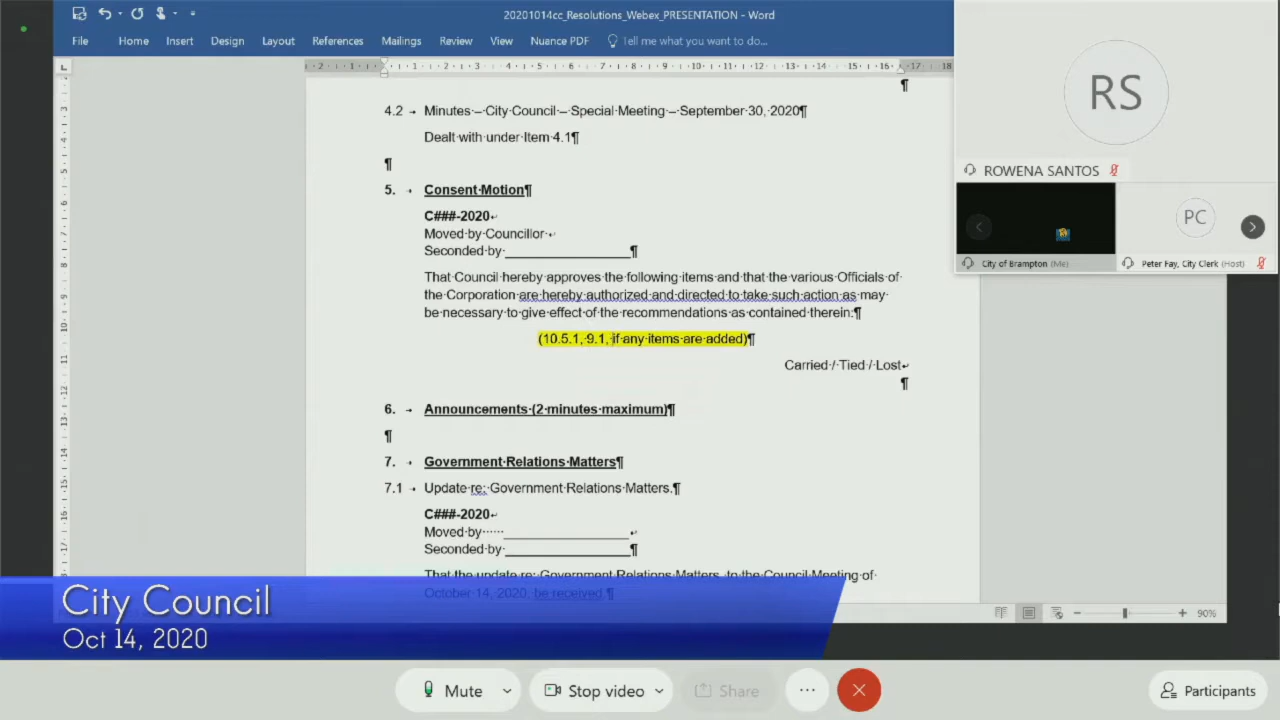 20201014cc_Resolutions_Webex_PRESENTATION - Word
File Home Insert Design Layout References Mailings Review View Nuance PDF Tell me what you want to do...
4.2 Minutes – City Council – Special Meeting – September 30, 2020¶
Dealt with under Item 4.1¶
¶
5. Consent Motion¶
C###-2020
Moved by Councillor
Seconded by ________________¶
That Council hereby approves the following items and that the various Officials of
the Corporation are hereby authorized and directed to take such action as may
be necessary to give effect of the recommendations as contained therein:¶
(10.5.1, 9.1, if any items are added)¶
Carried / Tied / Lost
¶
6. Announcements (2 minutes maximum)¶
¶
7. Government Relations Matters¶
7.1 Update re: Government Relations Matters.¶
C###-2020
Moved by ________________
Seconded by ________________¶
That the update re: Government Relations Matters, to the Council Meeting of
October 14, 2020, be received.¶
90%
RS
ROWENA SANTOS
PC
City of Brampton (Me)
Peter Fay, City Clerk (Host)
City Council
Oct 14, 2020
Mute
Stop video
Share
Participants